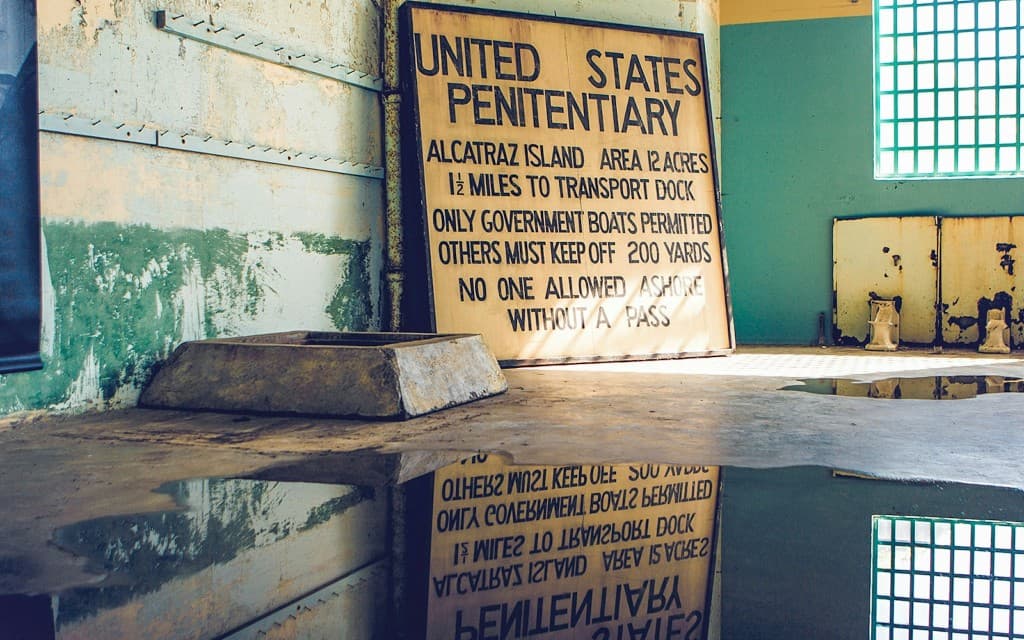 UNITED STATES
PENITENTIARY
ALCATRAZ ISLAND AREA 12 ACRES
1½ MILES TO TRANSPORT DOCK
ONLY GOVERNMENT BOATS PERMITTED
OTHERS MUST KEEP OFF 200 YARDS
NO ONE ALLOWED ASHORE
WITHOUT A PASS